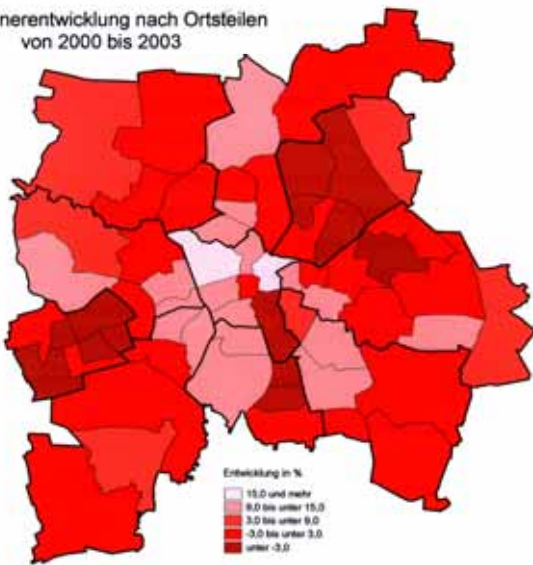 nerentwicklung nach Ortsteilen
von 2000 bis 2003
Entwicklung in %
15,0 und mehr
9,0 bis unter 15,0
3,0 bis unter 9,0
-3,0 bis unter 3,0
unter -3,0